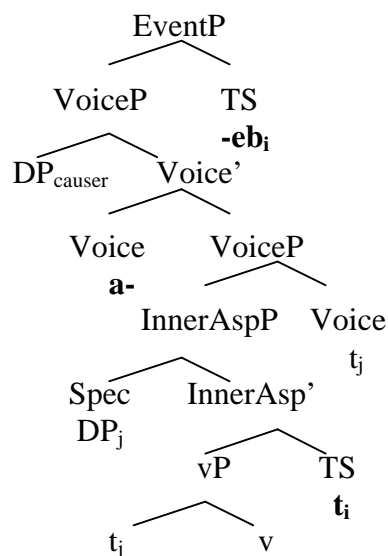 EventP
VoiceP TS
-ebᵢ
DPcauser Voice'
Voice VoiceP
a-
InnerAspP Voice
tⱼ
Spec InnerAsp'
DPⱼ
vP TS
tᵢ
tⱼ v